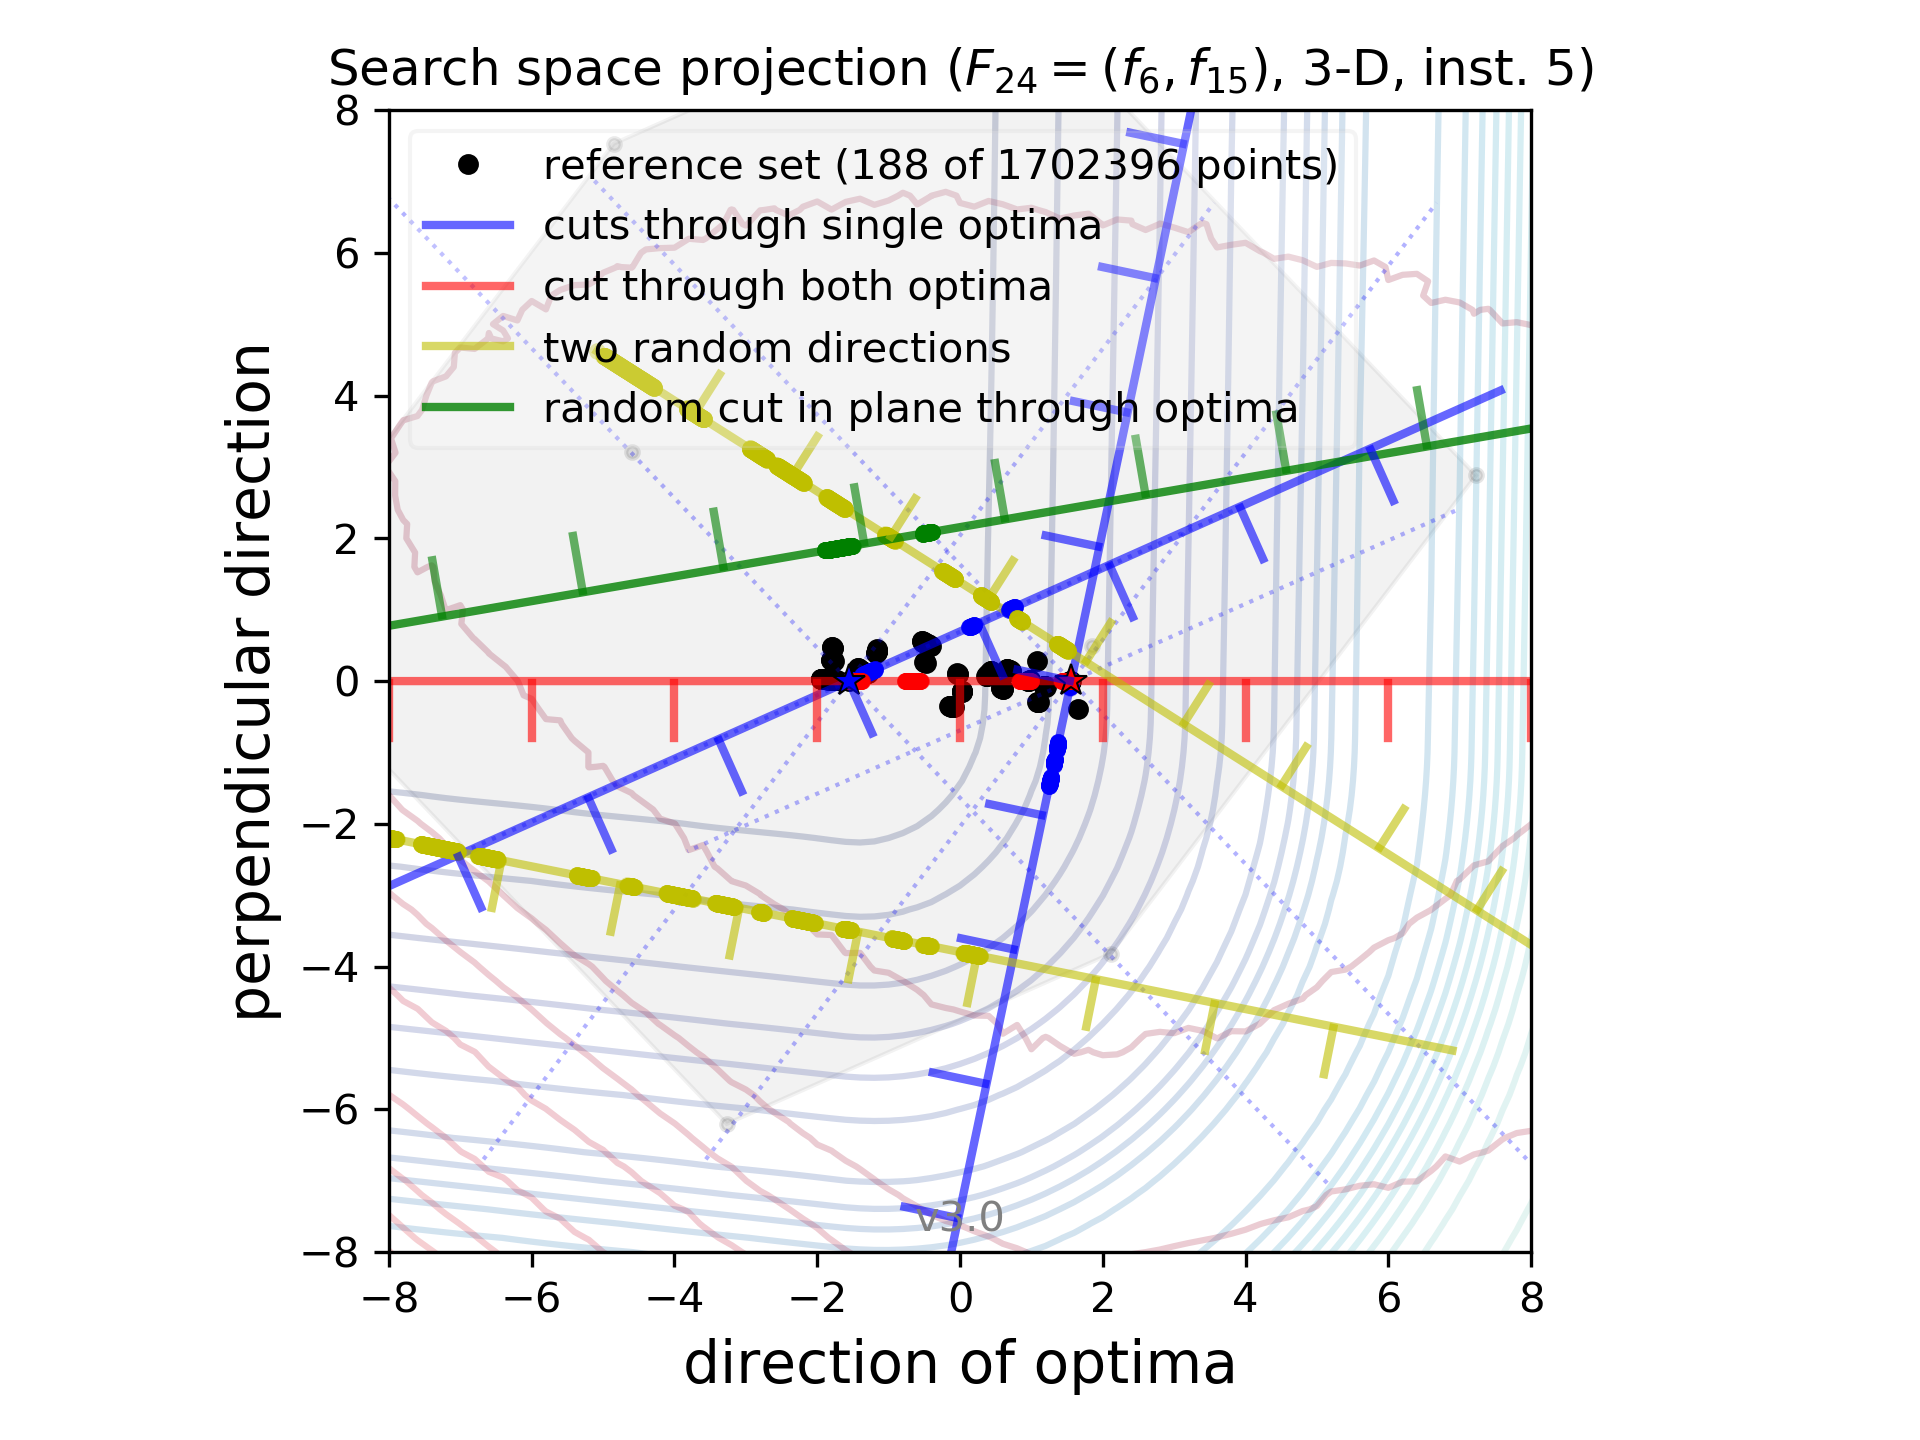 Search space projection (F₂₄ = (f₆, f₁₅), 3-D, inst. 5)
reference set (188 of 1702396 points)
cuts through single optima
cut through both optima
two random directions
random cut in plane through optima
perpendicular direction
8
6
4
2
0
−2
−4
−6
−8
v3.0
−8 −6 −4 −2 0 2 4 6 8
direction of optima